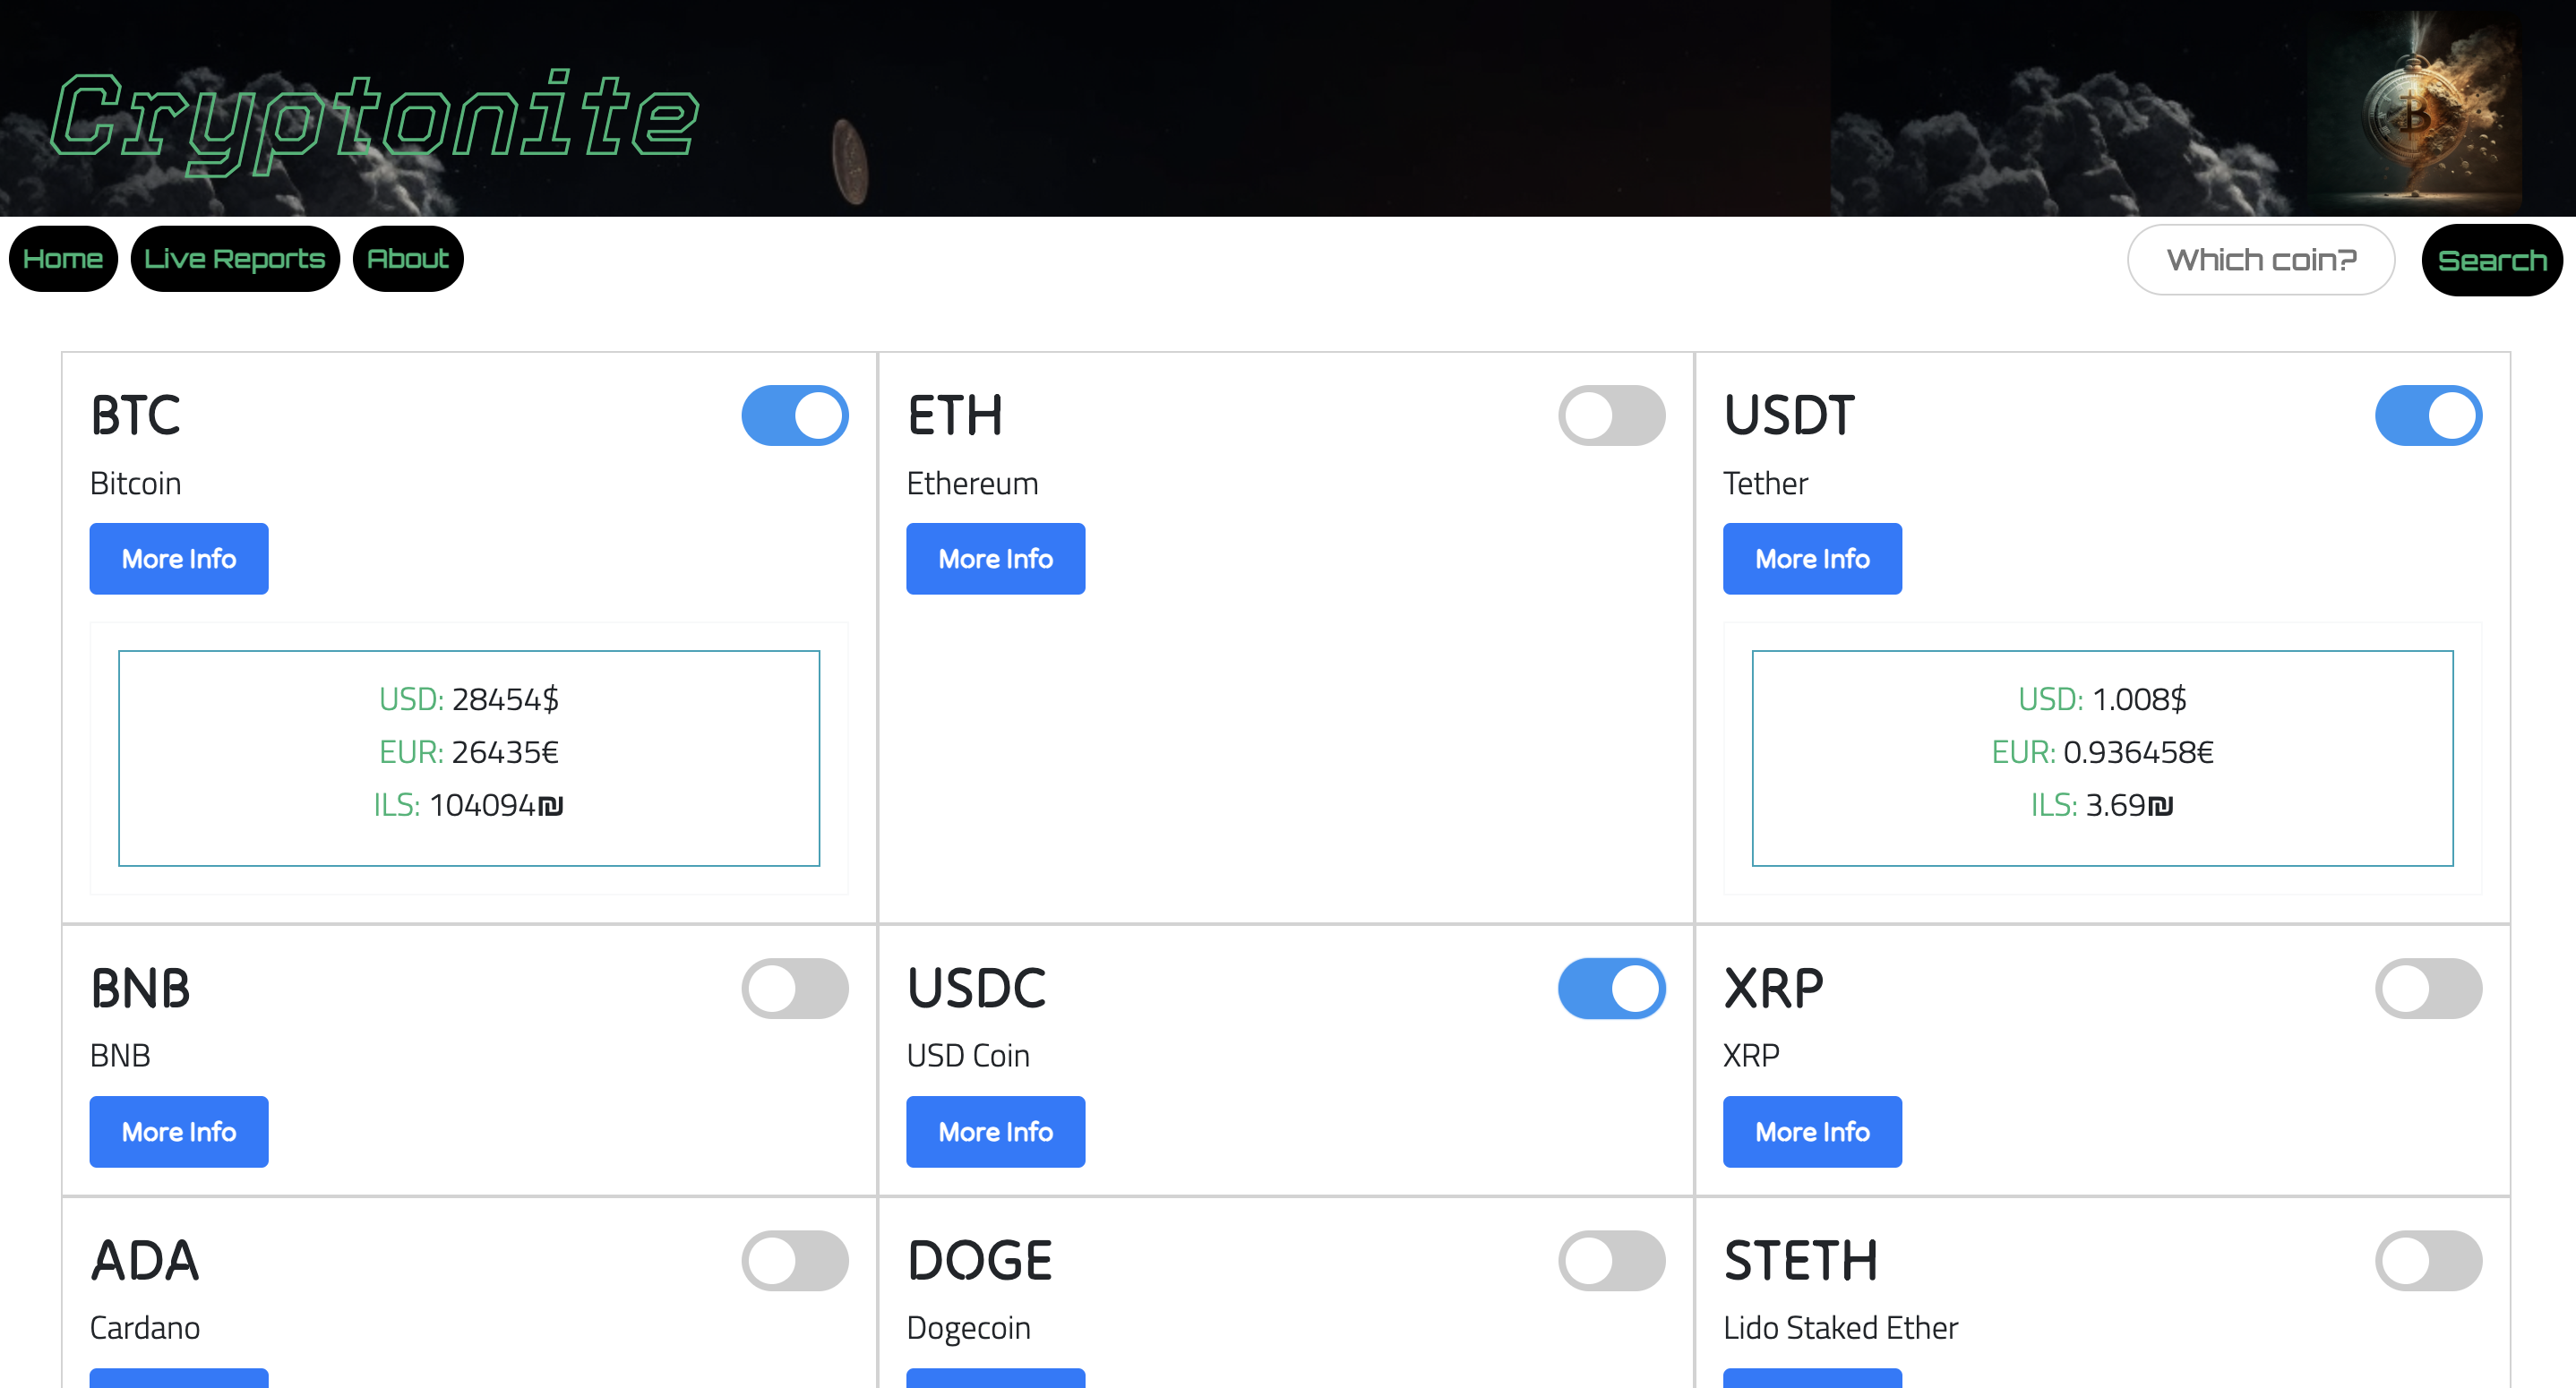 Cryptonite
Home Live Reports About Which coin? Search
BTC
Bitcoin
More Info
USD: 28454$
EUR: 26435€
ILS: 104094₪
ETH
Ethereum
More Info
USDT
Tether
More Info
USD: 1.008$
EUR: 0.936458€
ILS: 3.69₪
BNB
BNB
More Info
USDC
USD Coin
More Info
XRP
XRP
More Info
ADA
Cardano
DOGE
Dogecoin
STETH
Lido Staked Ether